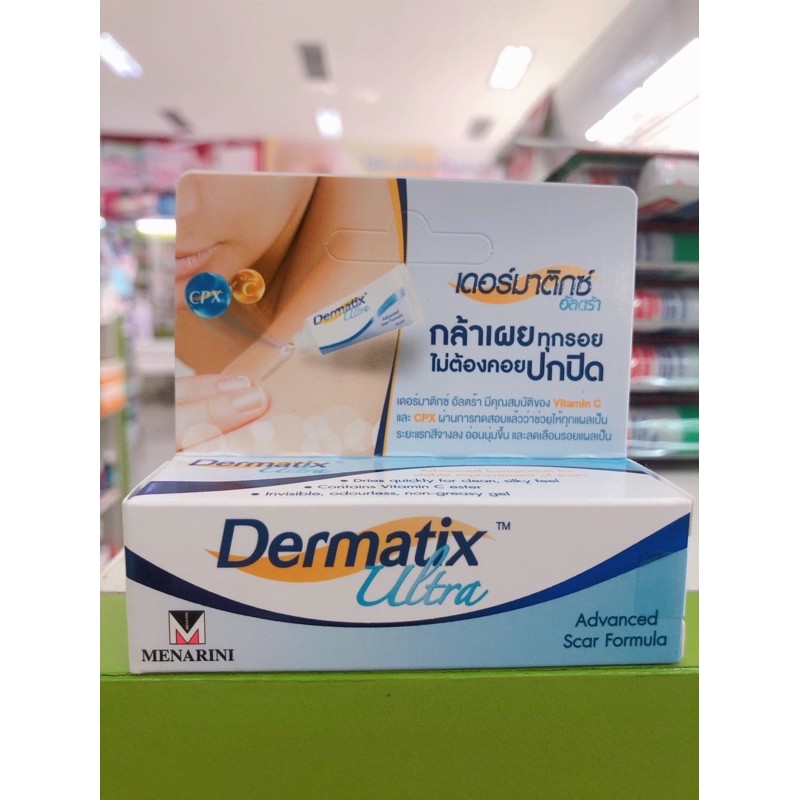 เดอร์มาติกซ์
อัลตร้า
กล้าเผยทุกรอย
ไม่ต้องคอยปกปิด
เดอร์มาติกซ์ อัลตร้า มีคุณสมบัติของ Vitamin C
และ CPX ผ่านการทดสอบแล้วว่าช่วยให้ทุกแผลเป็น
ระยะแรกสีจางลง อ่อนนุ่มขึ้น และลดเลือนรอยแผลเป็น
CPX
C
Dermatix
Ultra
Advanced
Scar Formula
Dermatix
Ultra
• Dries quickly for clean, silky feel
• Contains Vitamin C ester
• Invisible, odourless, non-greasy gel
Dermatix™
Ultra
Advanced
Scar Formula
MENARINI